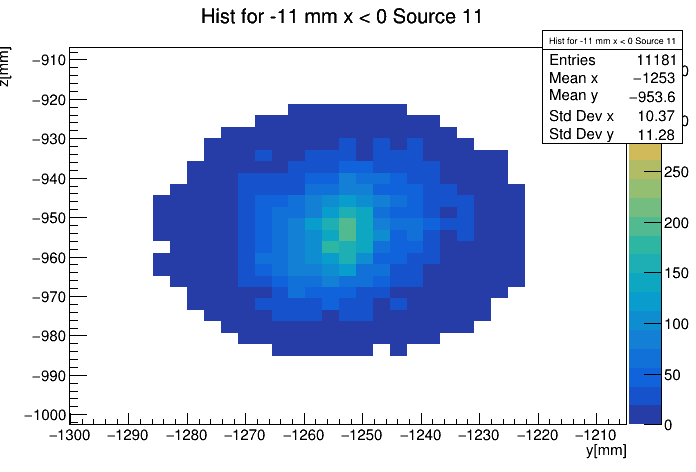 Hist for -11 mm x < 0 Source 11
z[mm]
Hist for -11 mm x < 0 Source 11
Entries 11181
Mean x −1253
Mean y −953.6
Std Dev x 10.37
Std Dev y 11.28
−910
−920
−930
−940
−950
−960
−970
−980
−990
−1000
250
200
150
100
50
0
−1300 −1290 −1280 −1270 −1260 −1250 −1240 −1230 −1220 −1210
y[mm]